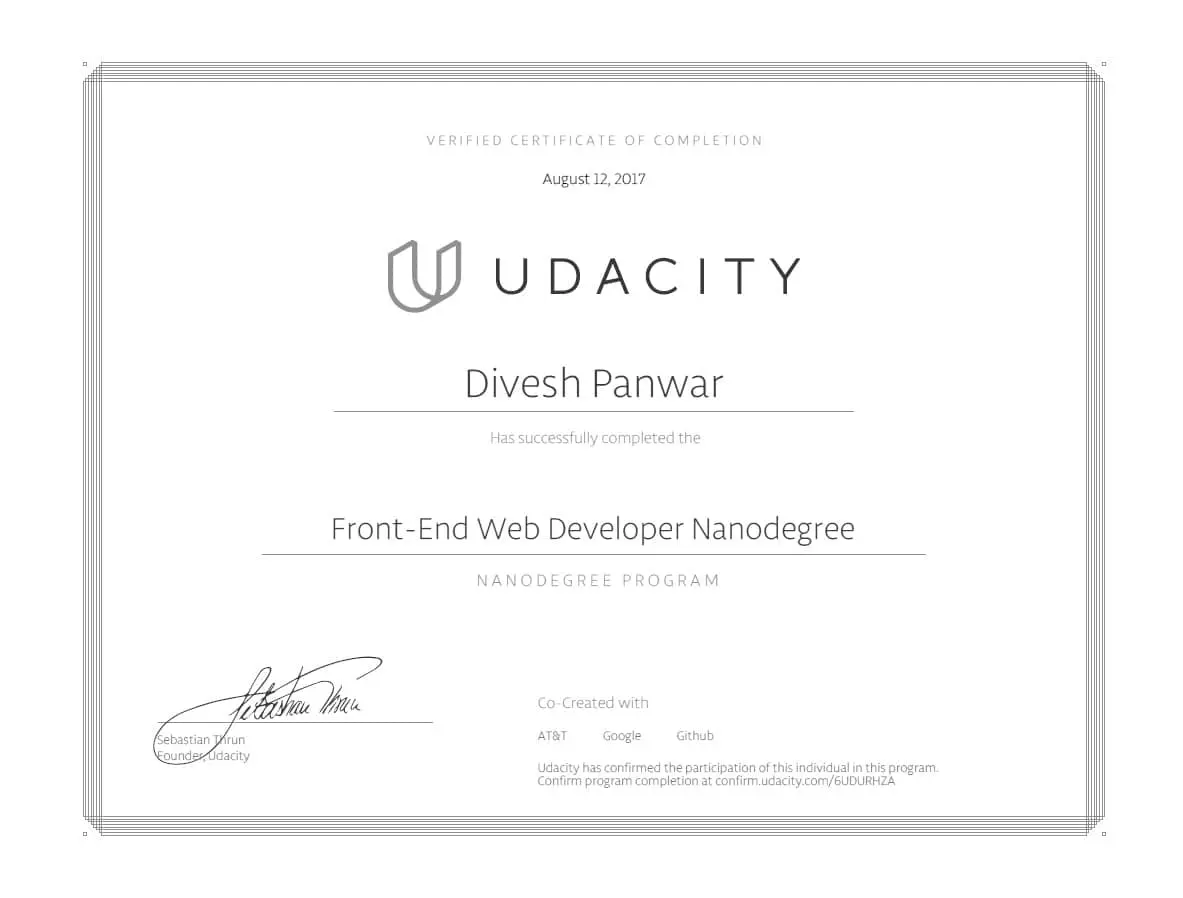 VERIFIED CERTIFICATE OF COMPLETION
August 12, 2017
UDACITY
Divesh Panwar
Has successfully completed the
Front-End Web Developer Nanodegree
NANODEGREE PROGRAM
Sebastian Thrun
Sebastian Thrun
Founder, Udacity
Co-Created with
AT&T Google Github
Udacity has confirmed the participation of this individual in this program.
Confirm program completion at confirm.udacity.com/6UDURHZA